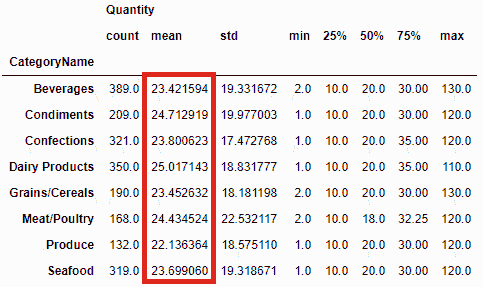 Quantity
count mean std min 25% 50% 75% max
CategoryName
Beverages 389.0 23.421594 19.331672 2.0 10.0 20.0 30.00 130.0
Condiments 209.0 24.712919 19.977003 1.0 10.0 20.0 35.00 120.0
Confections 321.0 23.800623 17.472768 1.0 10.0 20.0 35.00 120.0
Dairy Products 350.0 25.017143 18.831777 1.0 10.0 20.0 35.00 110.0
Grains/Cereals 190.0 23.452632 18.181198 2.0 10.0 20.0 30.00 130.0
Meat/Poultry 168.0 24.434524 22.532117 2.0 10.0 18.0 32.25 120.0
Produce 132.0 22.136364 18.575110 1.0 10.0 20.0 30.00 120.0
Seafood 319.0 23.699060 19.318671 1.0 10.0 20.0 30.00 120.0